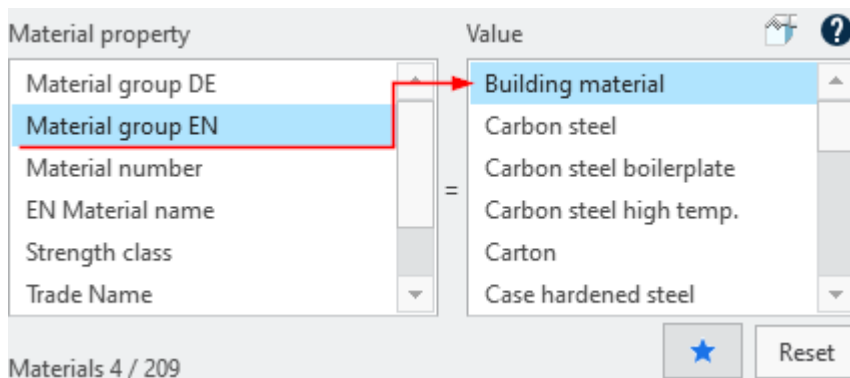 Material property
Value
Material group DE
Material group EN
Material number
EN Material name
Strength class
Trade Name
=
Building material
Carbon steel
Carbon steel boilerplate
Carbon steel high temp.
Carton
Case hardened steel
Reset
Materials 4 / 209